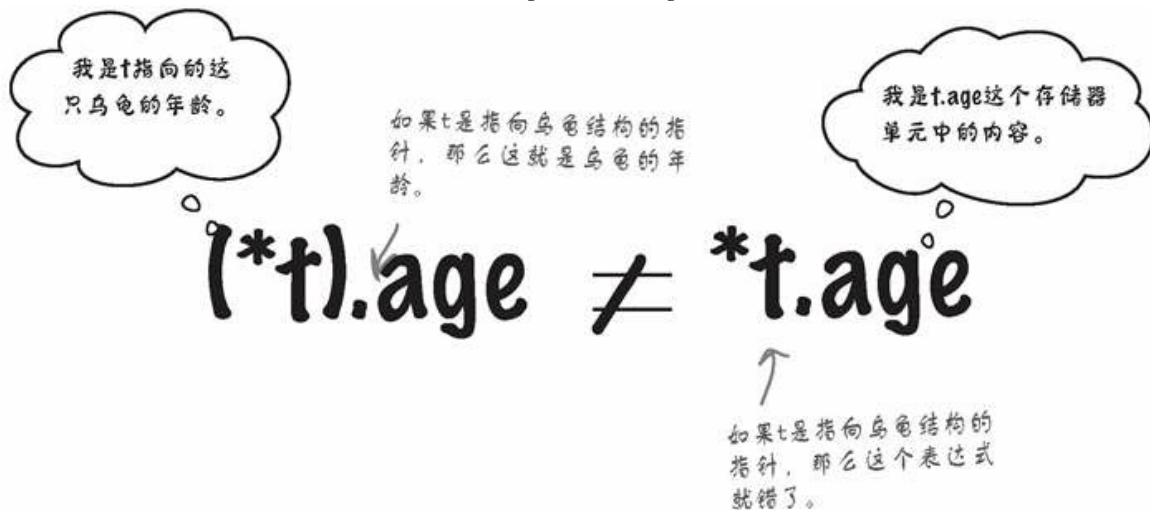 我是t指向的这
只乌龟的年龄。
如果t是指向乌龟结构的指
针，那么这就是乌龟的年
龄。
我是t.age这个存储器
单元中的内容。
(*t).age ≠ *t.age
如果t是指向乌龟结构的
指针，那么这个表达式
就错了。